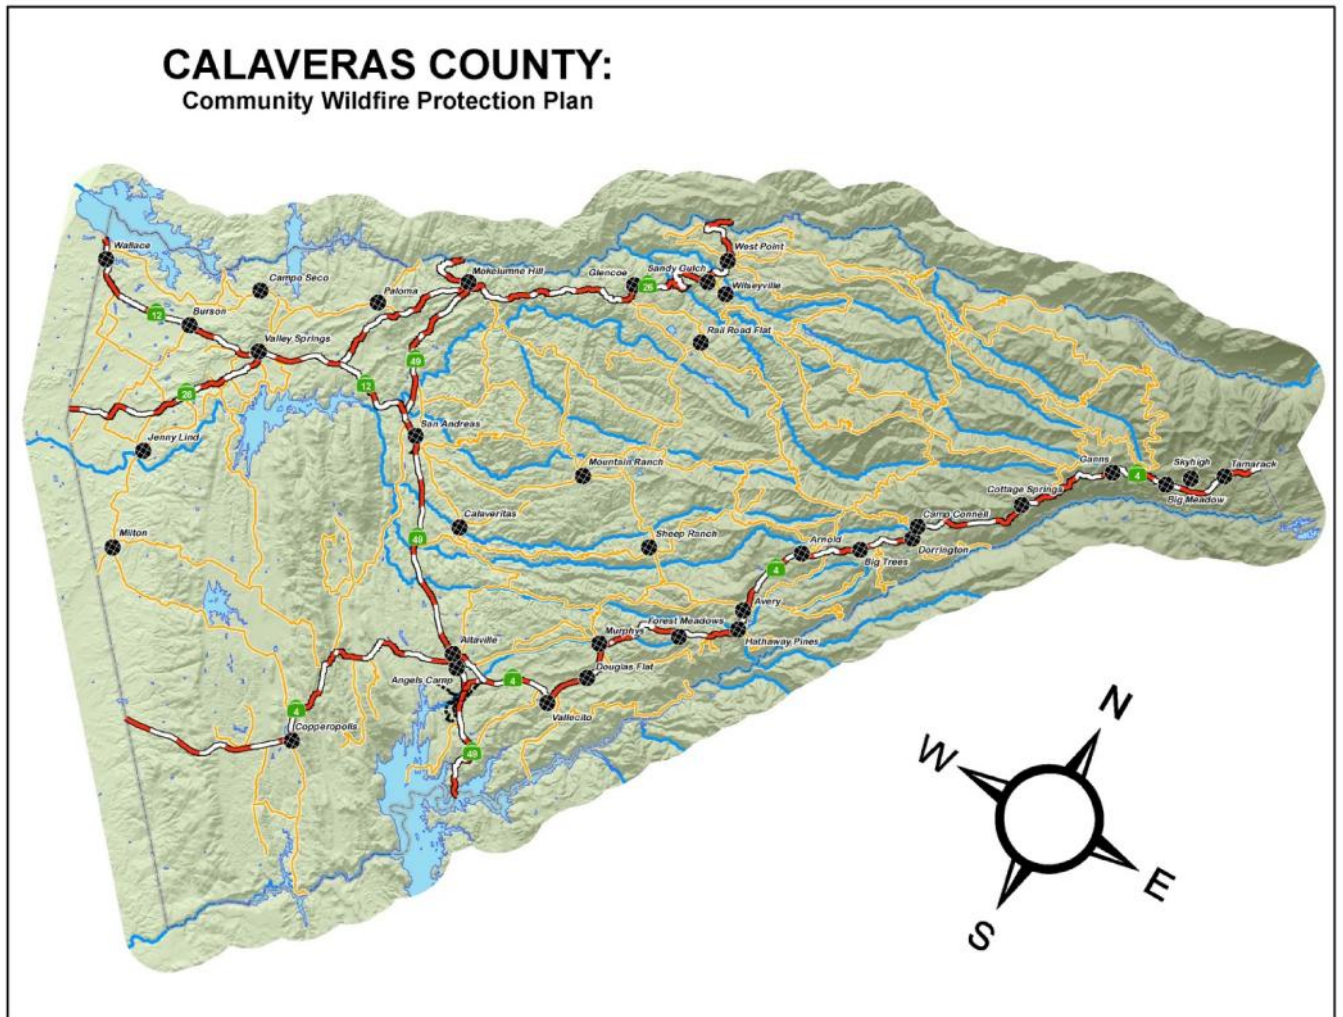 CALAVERAS COUNTY:
Community Wildfire Protection Plan
Wallace
West Point
Mokelumne Hill
Glencoe
Sandy Gulch
Campo Seco
26
Wilseyville
Paloma
12
Burson
Rail Road Flat
Valley Springs
49
12
26
San Andreas
Jenny Lind
Mountain Ranch
Ganns
Skyhigh
Tamarack
4
Cottage Springs
Big Meadow
Calaveritas
Camp Connell
Milton
49
Sheep Ranch
Arnold
Dorrington
Big Trees
4
Avery
Forest Meadows
Murphys
Hathaway Pines
Altaville
Douglas Flat
Angels Camp
4
Vallecito
4
Copperopolis
49
N
W
E
S